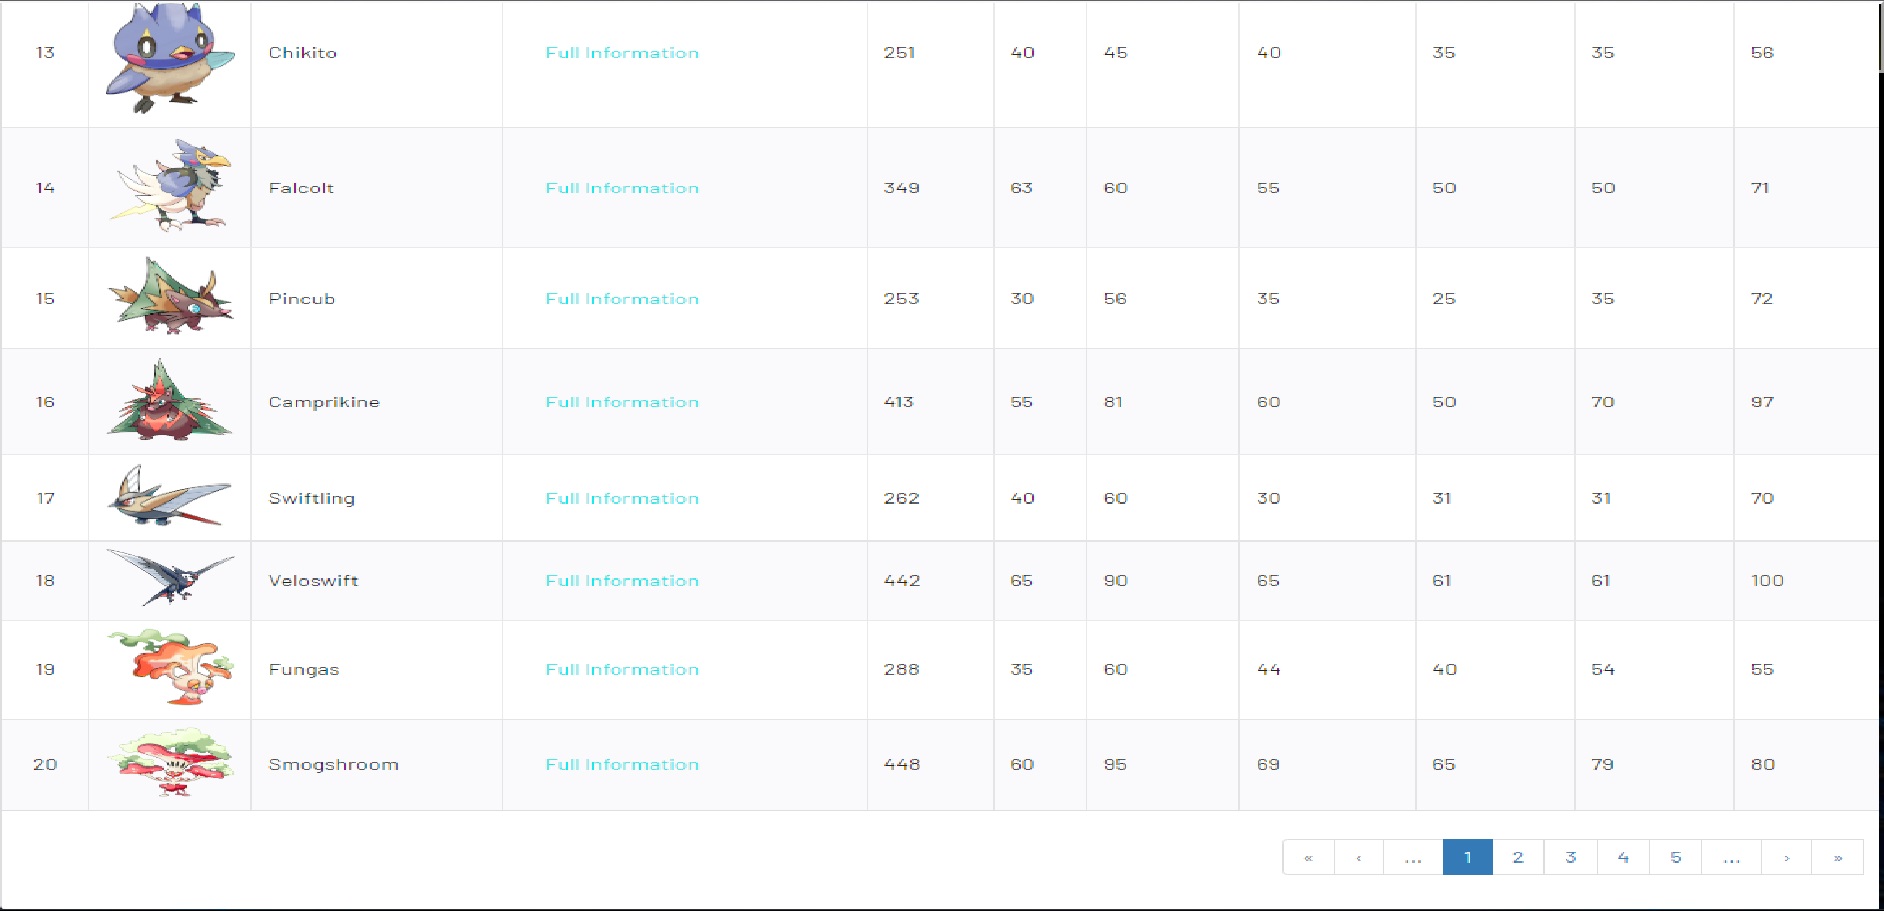 13 Chikito Full Information 251 40 45 40 35 35 56
14 Falcolt Full Information 349 63 60 55 50 50 71
15 Pincub Full Information 253 30 56 35 25 35 72
16 Camprikine Full Information 413 55 81 60 50 70 97
17 Swiftling Full Information 262 40 60 30 31 31 70
18 Veloswift Full Information 442 65 90 65 61 61 100
19 Fungas Full Information 288 35 60 44 40 54 55
20 Smogshroom Full Information 448 60 95 69 65 79 80
« ‹ ... 1 2 3 4 5 ... › »